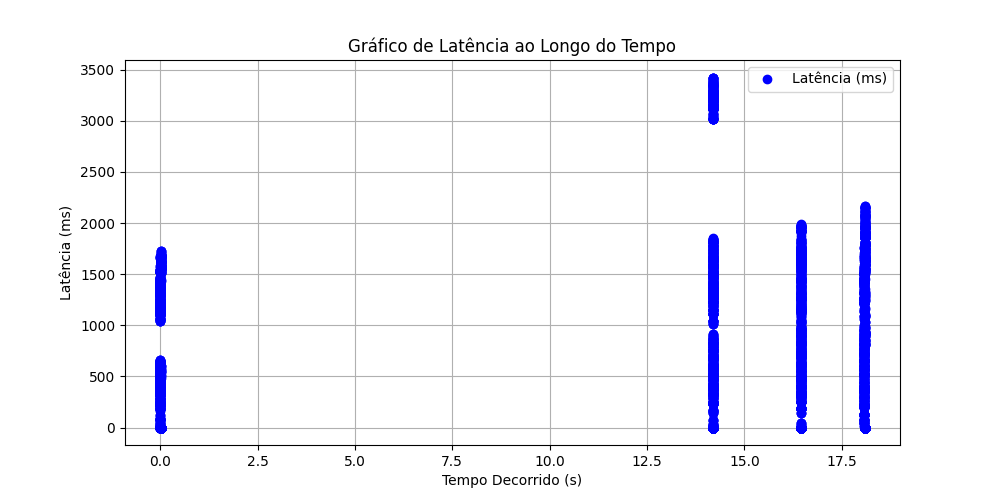 Gráfico de Latência ao Longo do Tempo
Latência (ms)
3500
3000
2500
2000
1500
1000
500
0
Latência (ms)
0.0 2.5 5.0 7.5 10.0 12.5 15.0 17.5
Tempo Decorrido (s)